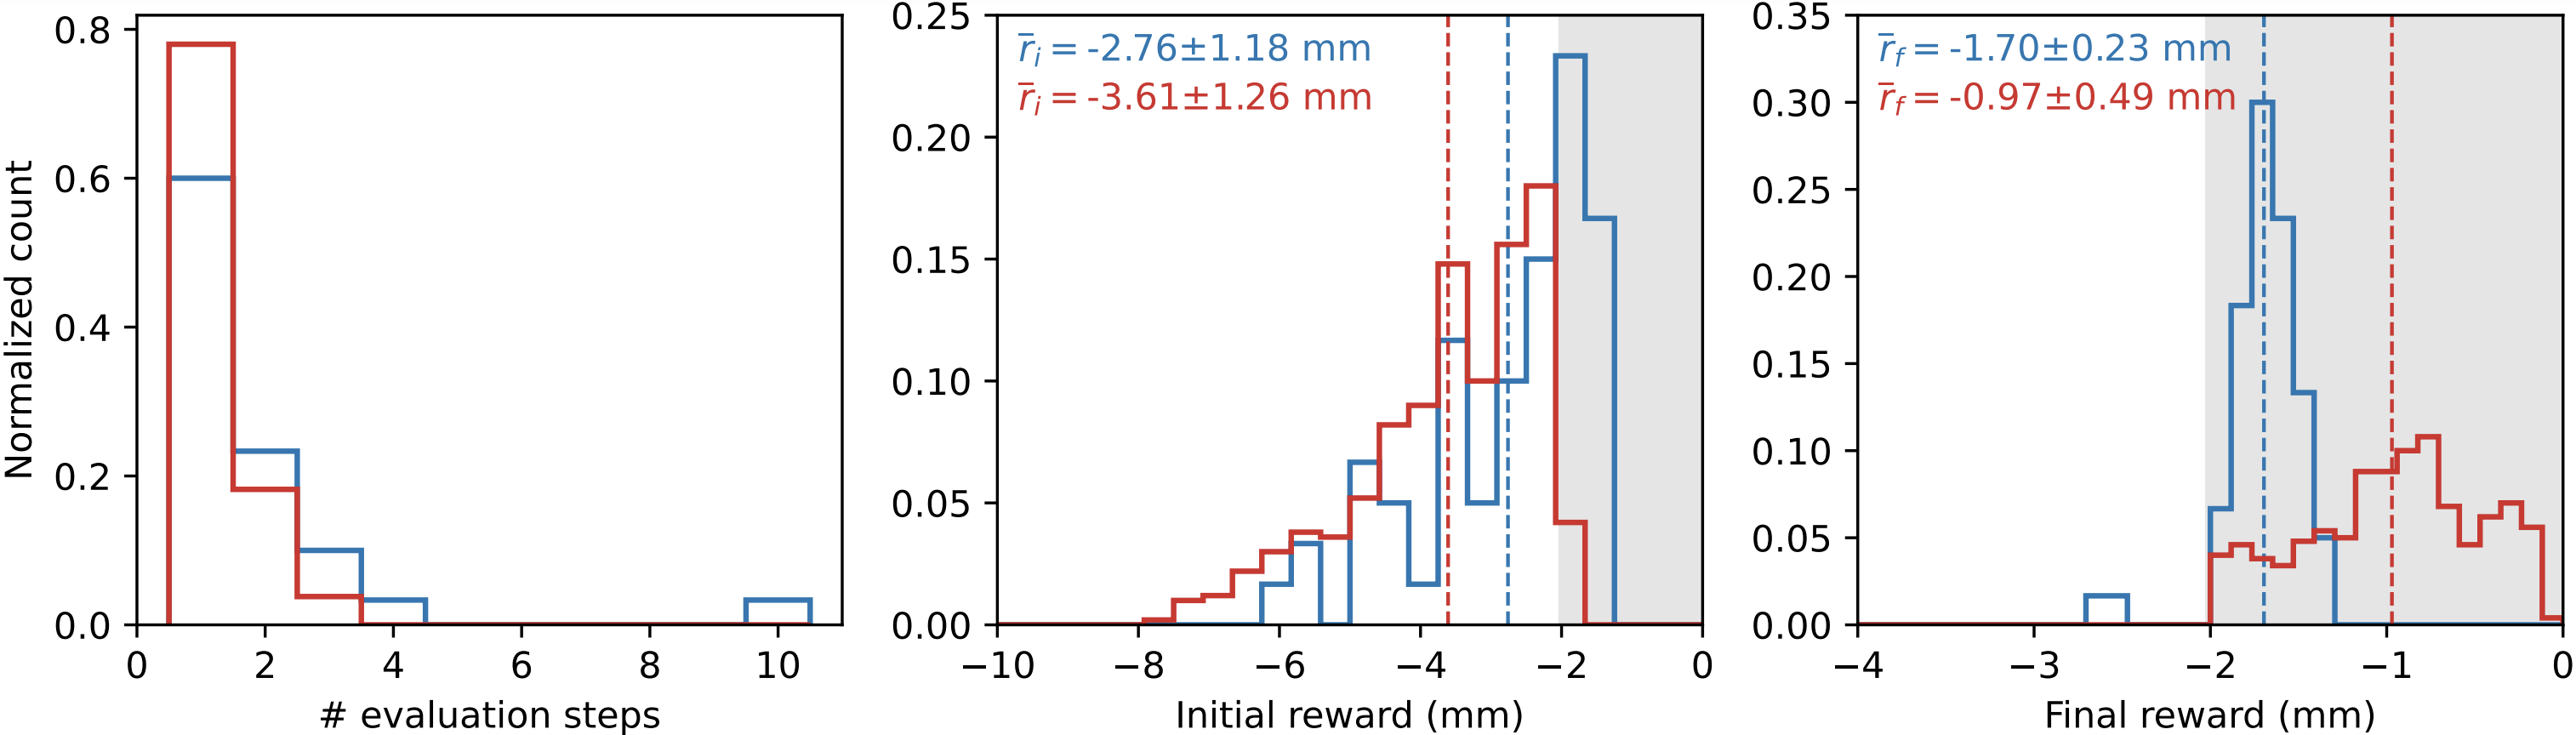 0.8
0.6
0.4
0.2
0.0
Normalized count
0 2 4 6 8 10
# evaluation steps
0.25
0.20
0.15
0.10
0.05
0.00
r̄ᵢ = -2.76±1.18 mm
r̄ᵢ = -3.61±1.26 mm
−10 −8 −6 −4 −2 0
Initial reward (mm)
0.35
0.30
0.25
0.20
0.15
0.10
0.05
0.00
r̄_f = -1.70±0.23 mm
r̄_f = -0.97±0.49 mm
−4 −3 −2 −1 0
Final reward (mm)